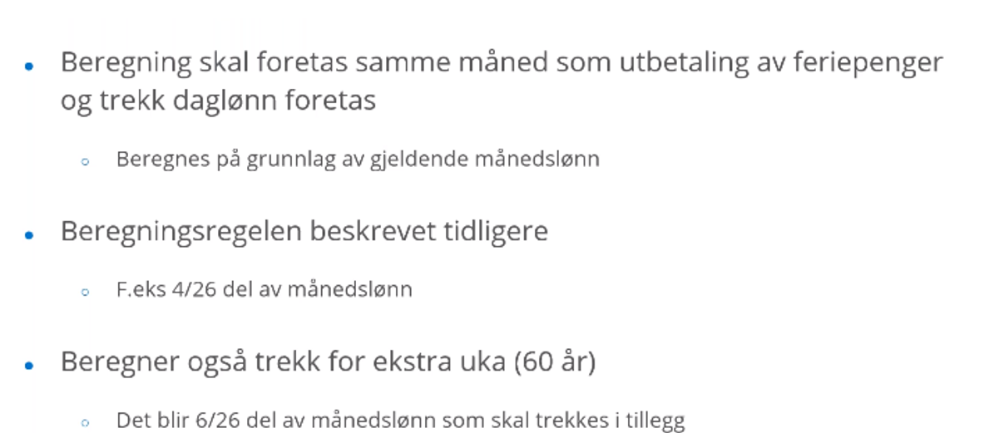 Beregning skal foretas samme måned som utbetaling av feriepenger
og trekk daglønn foretas
Beregnes på grunnlag av gjeldende månedslønn
Beregningsregelen beskrevet tidligere
F.eks 4/26 del av månedslønn
Beregner også trekk for ekstra uka (60 år)
Det blir 6/26 del av månedslønn som skal trekkes i tillegg